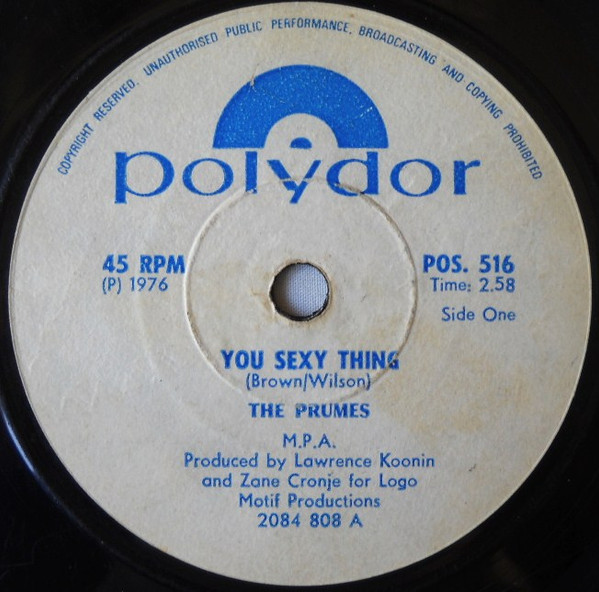 COPYRIGHT RESERVED. UNAUTHORISED PUBLIC PERFORMANCE, BROADCASTING AND COPYING PROHIBITED
polydor
45 RPM
(P) 1976
POS. 516
Time: 2.58
Side One
YOU SEXY THING
(Brown/Wilson)
THE PRUMES
M.P.A.
Produced by Lawrence Koonin
and Zane Cronje for Logo
Motif Productions
2084 808 A